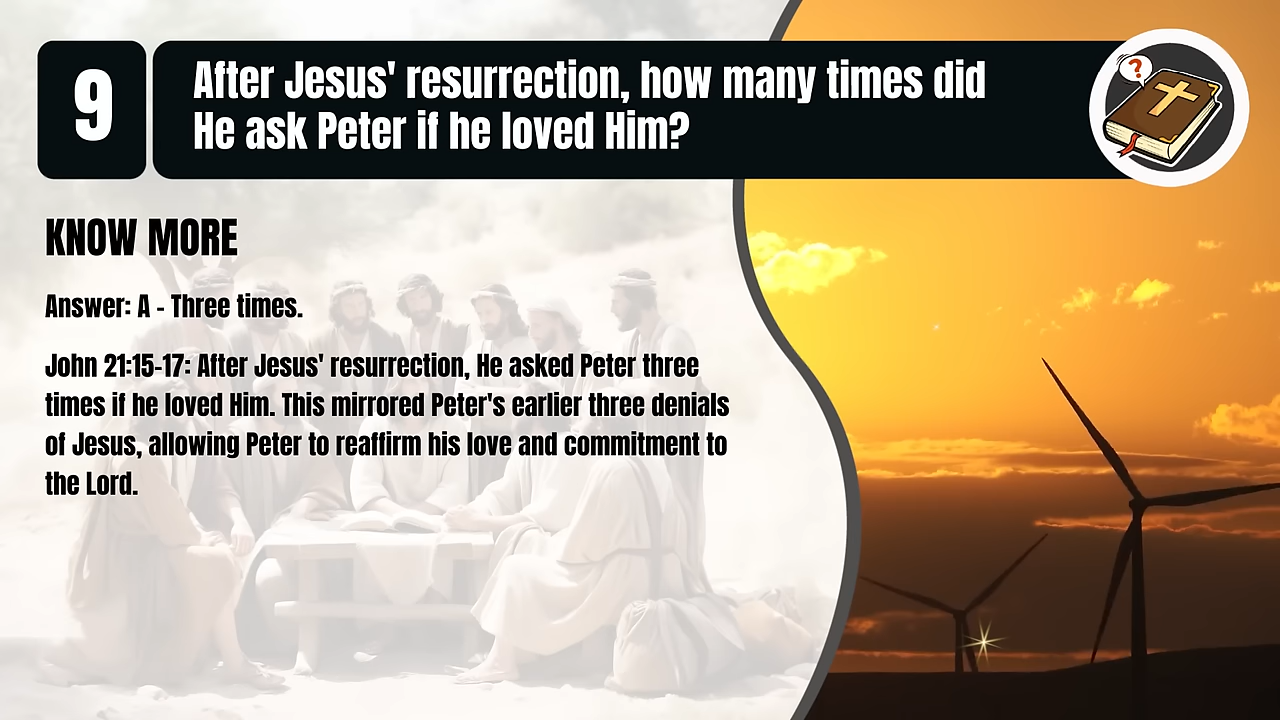 9
After Jesus' resurrection, how many times did
He ask Peter if he loved Him?
?
KNOW MORE
Answer: A - Three times.
John 21:15-17: After Jesus' resurrection, He asked Peter three
times if he loved Him. This mirrored Peter's earlier three denials
of Jesus, allowing Peter to reaffirm his love and commitment to
the Lord.